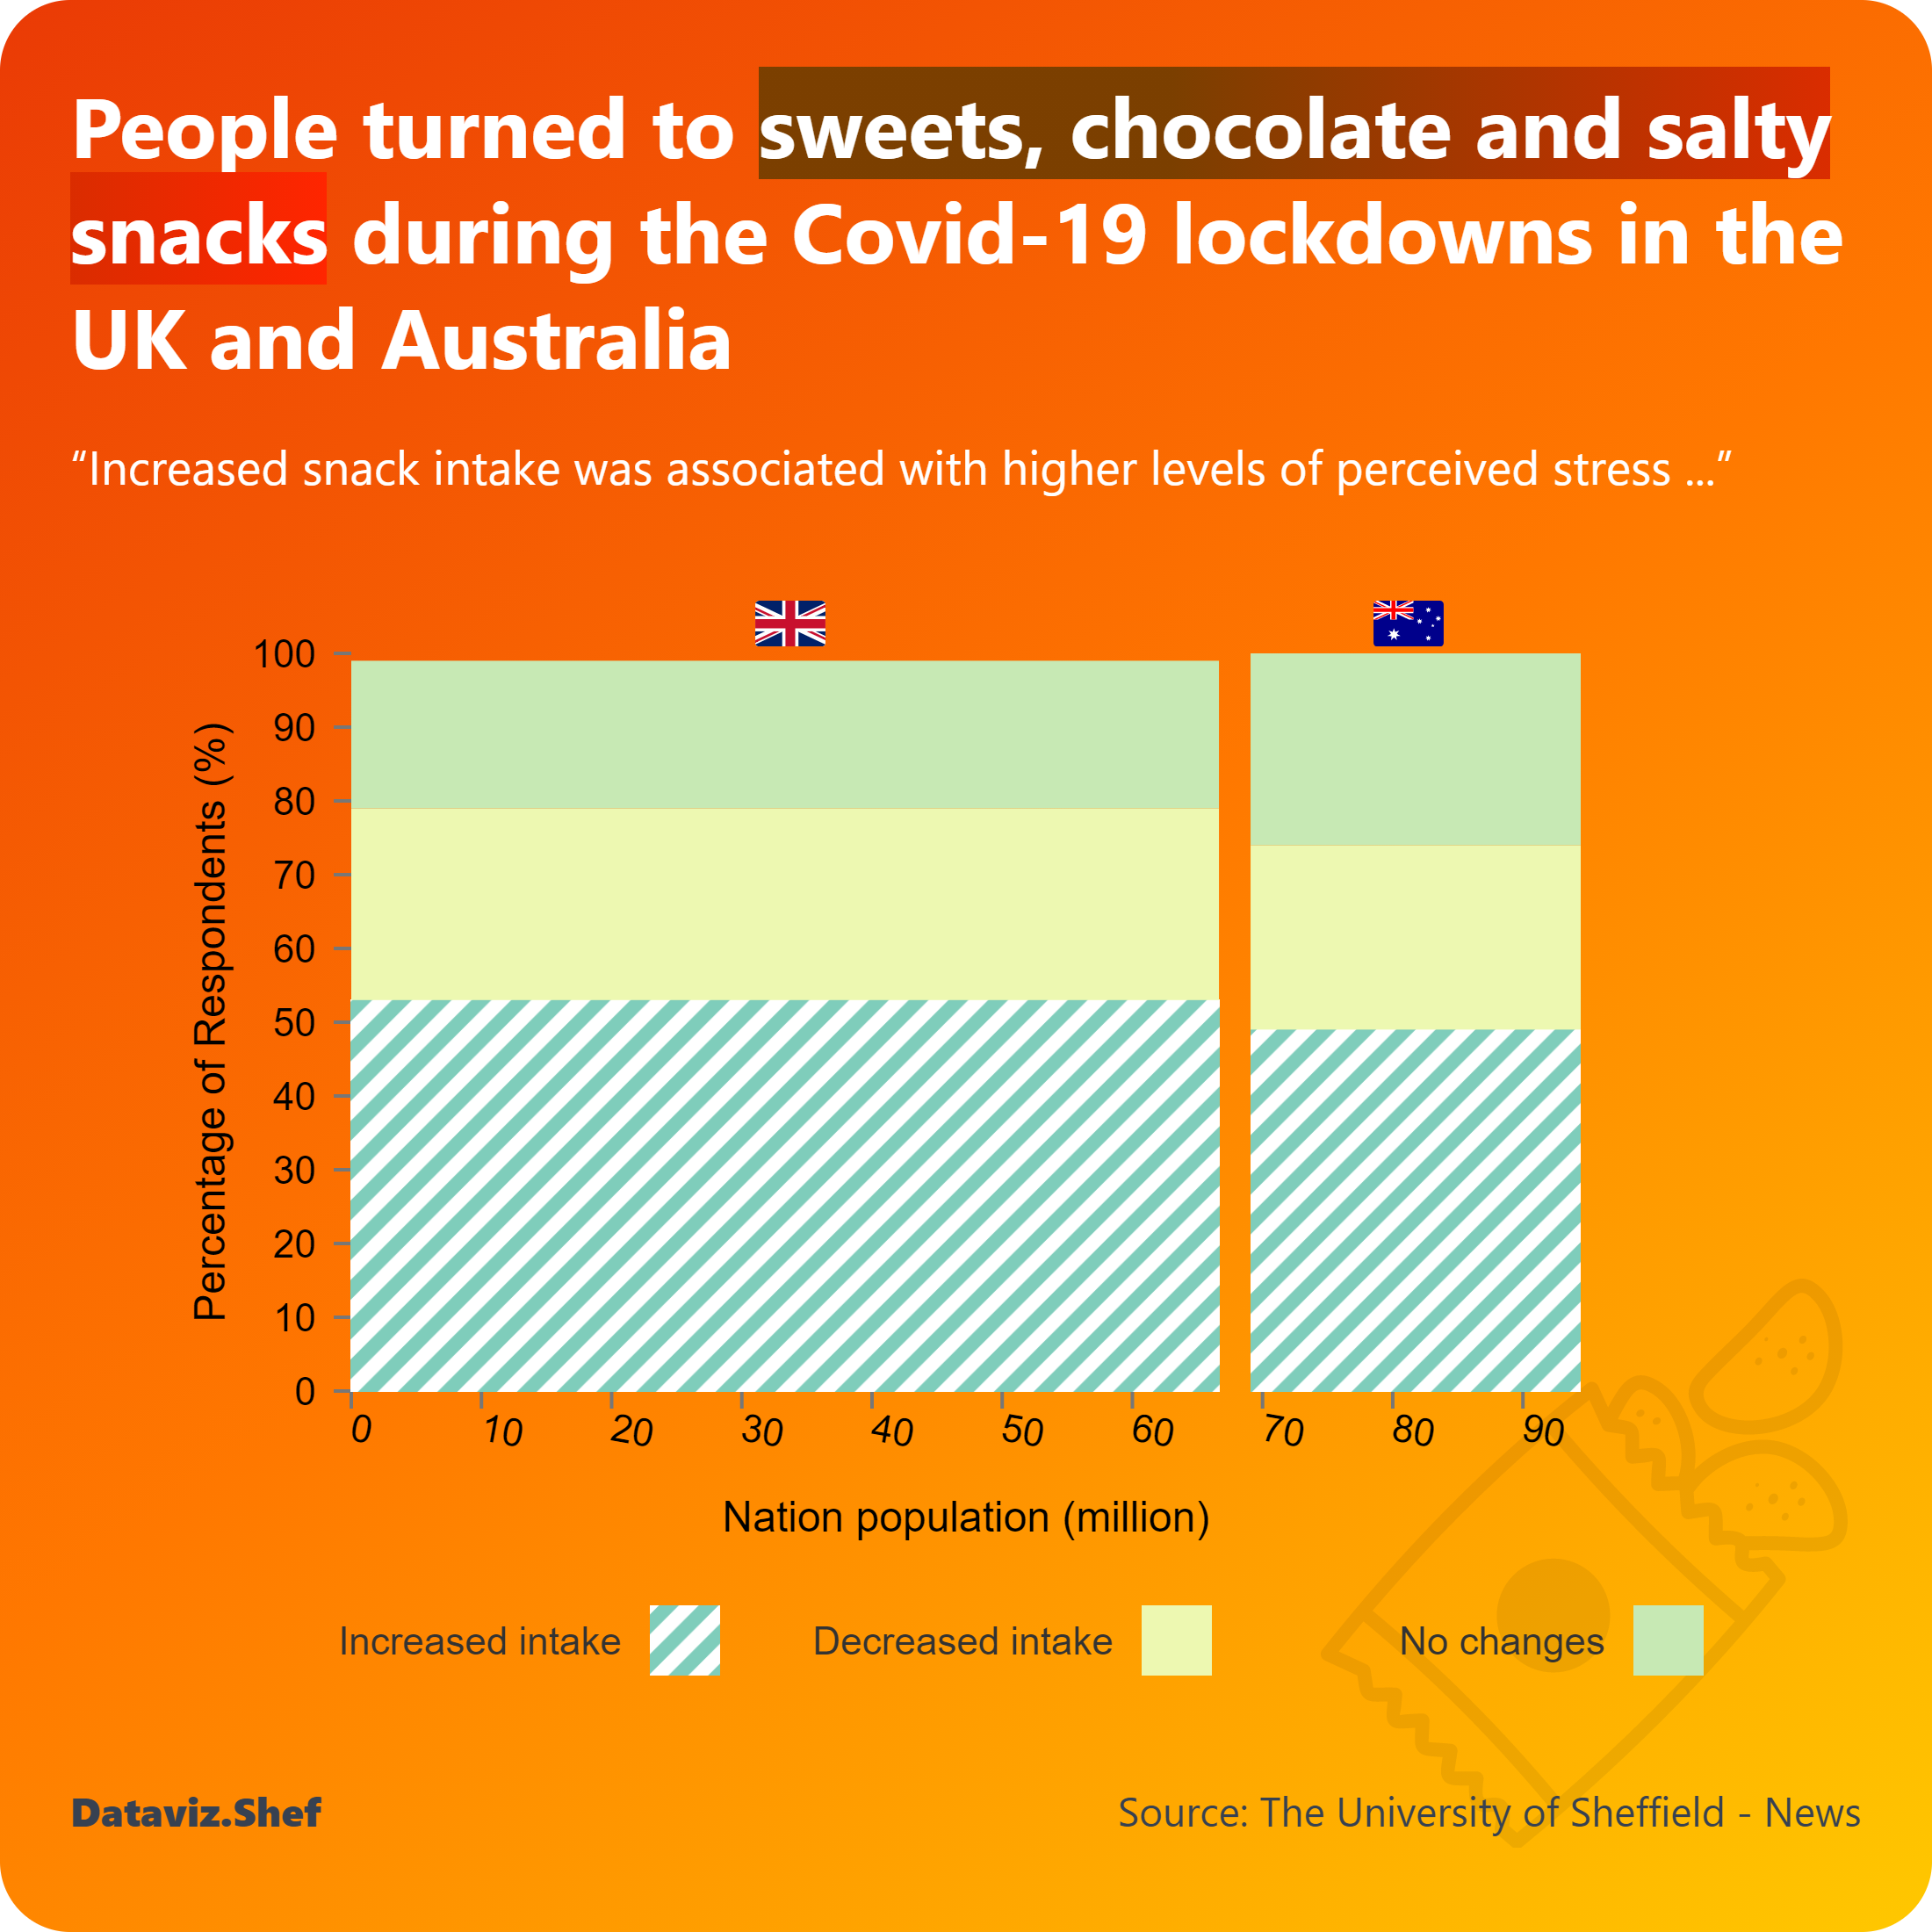 People turned to sweets, chocolate and salty
snacks during the Covid-19 lockdowns in the
UK and Australia
“Increased snack intake was associated with higher levels of perceived stress ...”
100
90
80
70
60
50
40
30
20
10
0
Percentage of Respondents (%)
0 10 20 30 40 50 60 70 80 90
Nation population (million)
Increased intake Decreased intake No changes
Dataviz.Shef Source: The University of Sheffield - News